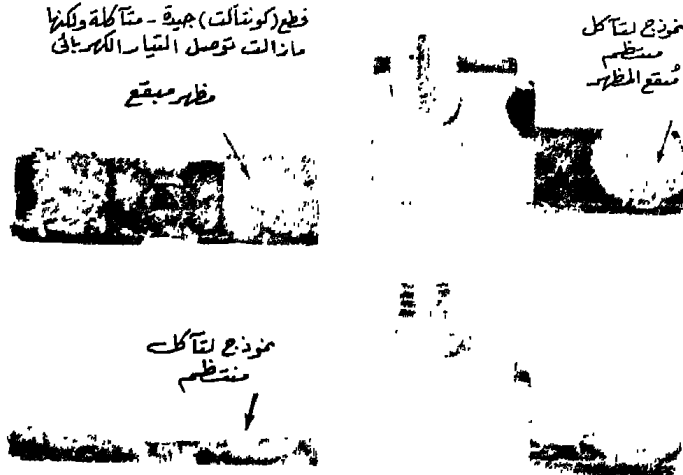 قطع (كونتاكت) جيدة - متآكلة ولكنها
مازالت توصل التيار الكهربائي
مظهر مبقع
نموذج لتآكل
منتظم
مُبقع المظهر
نموذج لتآكل
منتظم